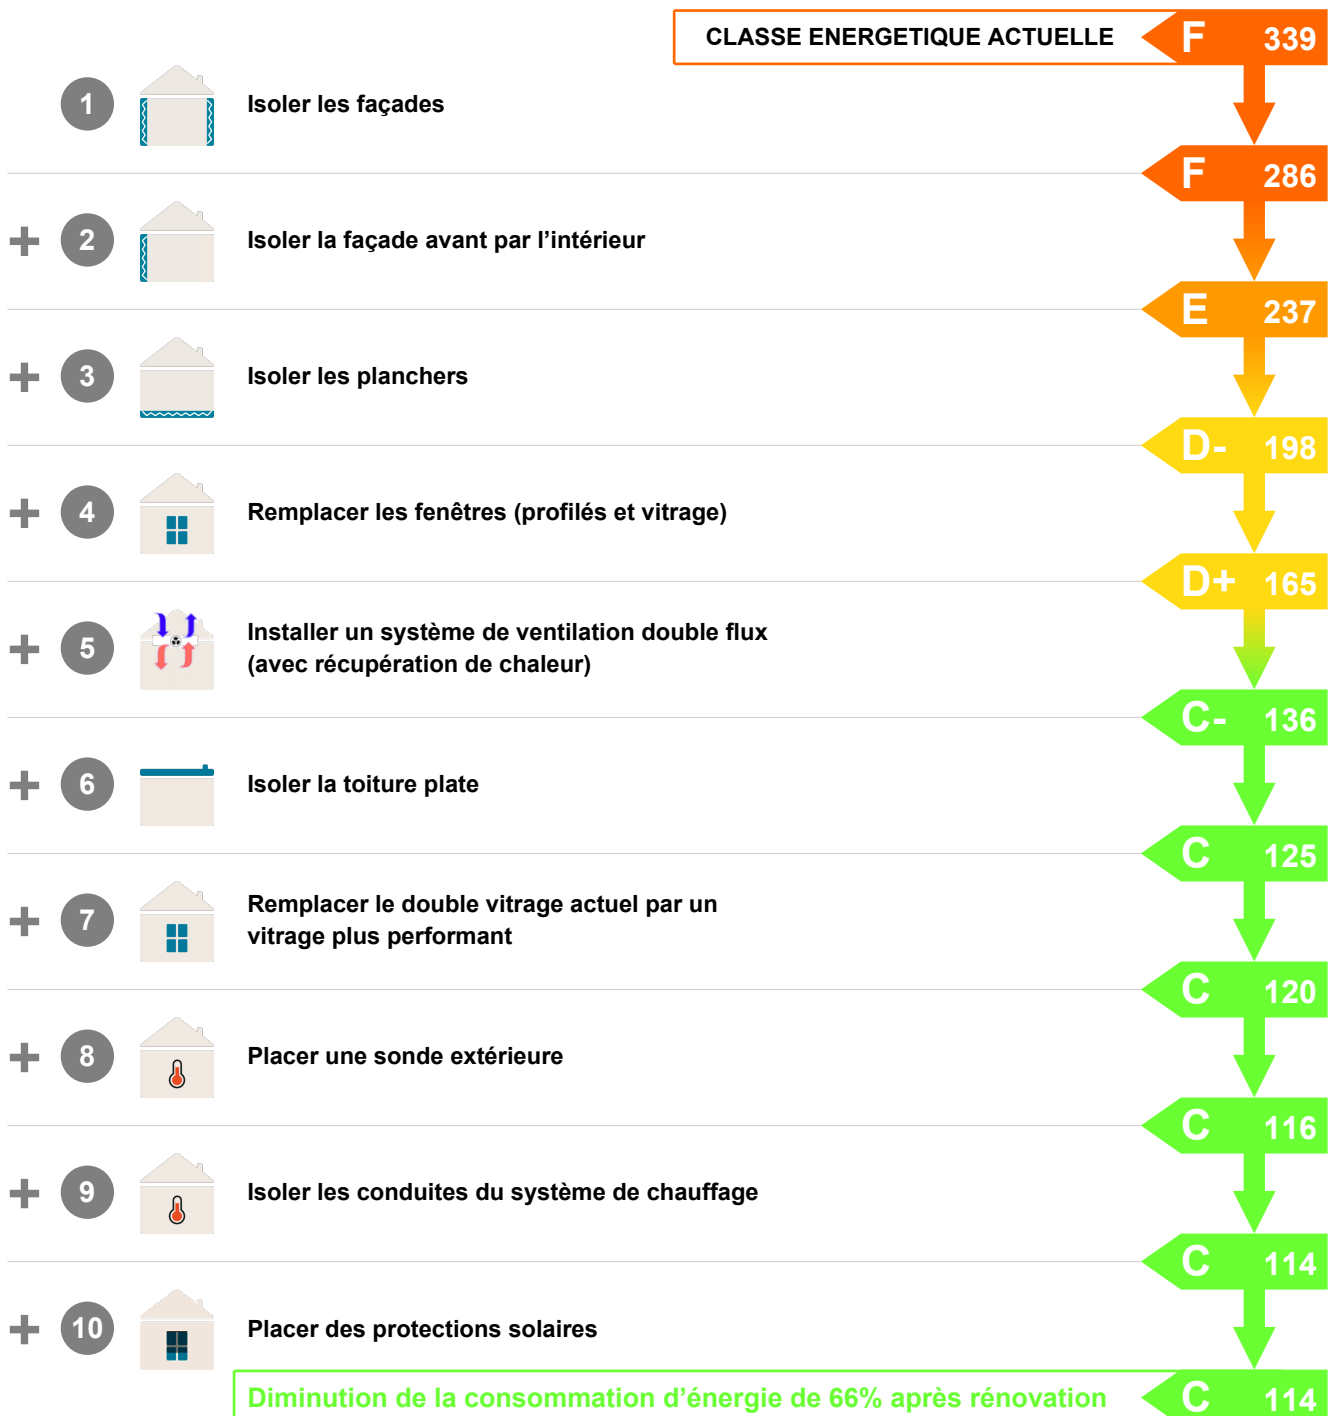 CLASSE ENERGETIQUE ACTUELLE F 339
1 Isoler les façades
F 286
+ 2 Isoler la façade avant par l’intérieur
E 237
+ 3 Isoler les planchers
D- 198
+ 4 Remplacer les fenêtres (profilés et vitrage)
D+ 165
+ 5 Installer un système de ventilation double flux
(avec récupération de chaleur)
C- 136
+ 6 Isoler la toiture plate
C 125
+ 7 Remplacer le double vitrage actuel par un
vitrage plus performant
C 120
+ 8 Placer une sonde extérieure
C 116
+ 9 Isoler les conduites du système de chauffage
C 114
+ 10 Placer des protections solaires
Diminution de la consommation d’énergie de 66% après rénovation C 114